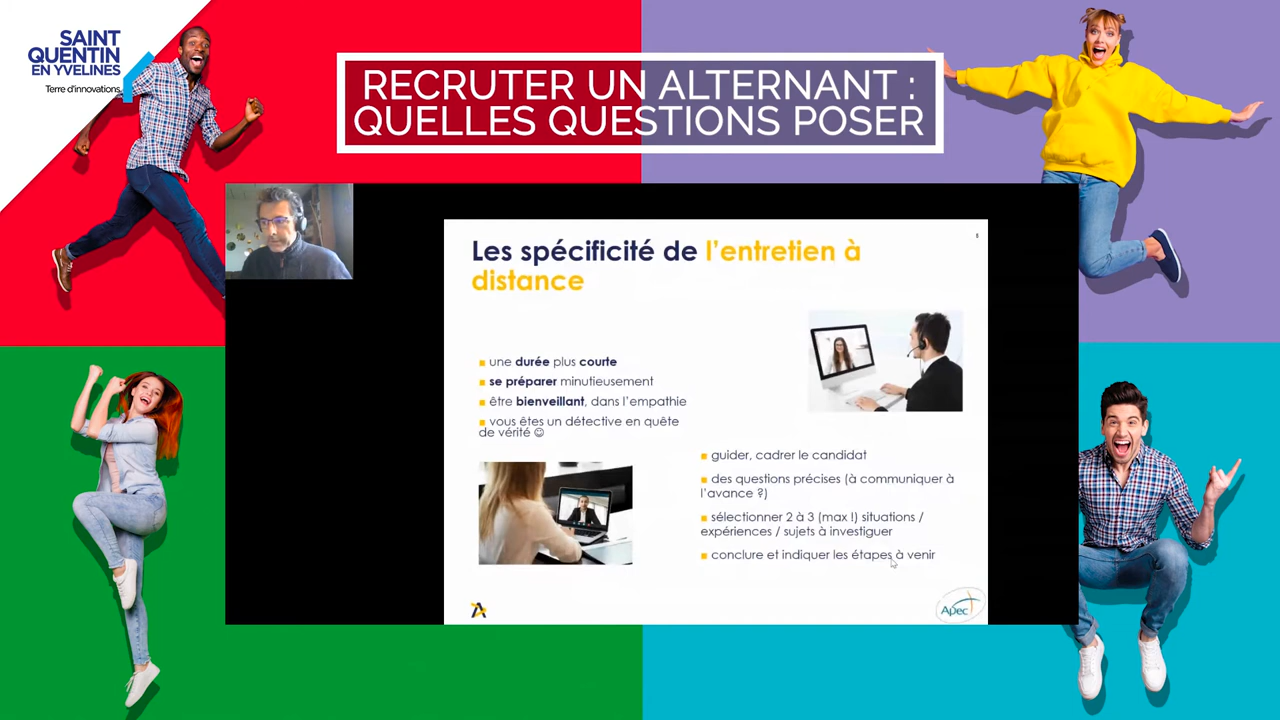 SAINT
QUENTIN
EN YVELINES
Terre d'innovations
RECRUTER UN ALTERNANT :
QUELLES QUESTIONS POSER
8
Les spécificité de l'entretien à
distance
une durée plus courte
se préparer minutieusement
être bienveillant, dans l'empathie
vous êtes un détective en quête
de vérité ☺
guider, cadrer le candidat
des questions précises (à communiquer à
l'avance ?)
sélectionner 2 à 3 (max !) situations /
expériences / sujets à investiguer
conclure et indiquer les étapes à venir
Apec